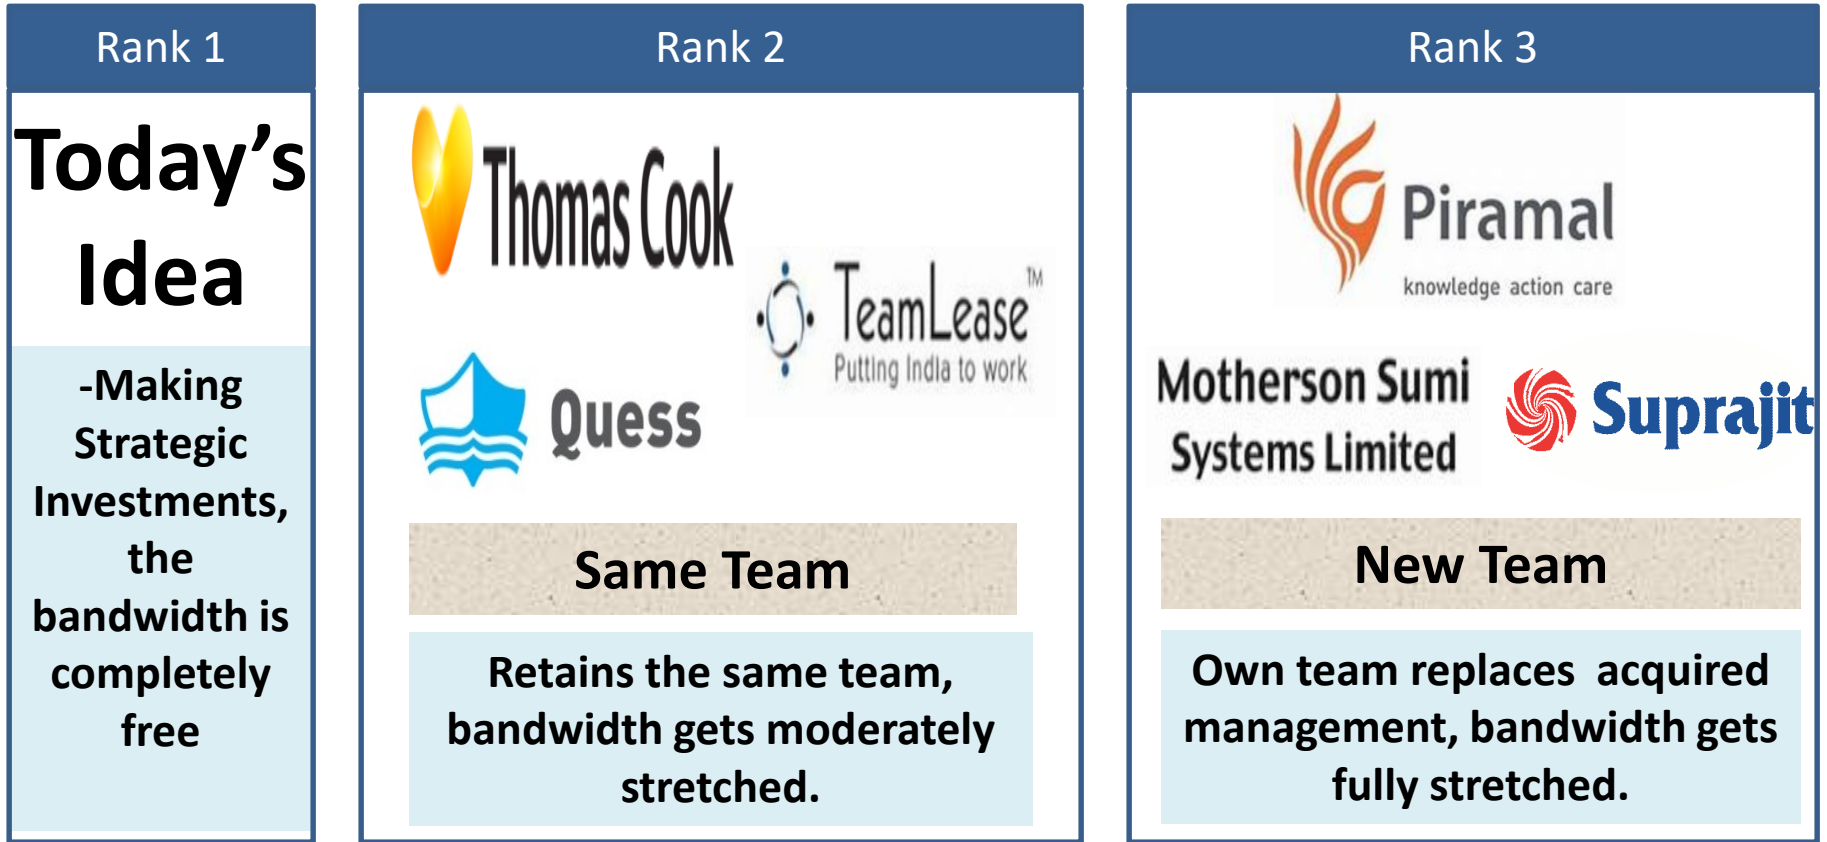 Rank 1
Today’s
Idea
-Making
Strategic
Investments,
the
bandwidth is
completely
free
Rank 2
Thomas Cook
TeamLease™
Putting India to work
Quess
Same Team
Retains the same team,
bandwidth gets moderately
stretched.
Rank 3
Piramal
knowledge action care
Motherson Sumi
Systems Limited
Suprajit
New Team
Own team replaces  acquired
management, bandwidth gets
fully stretched.